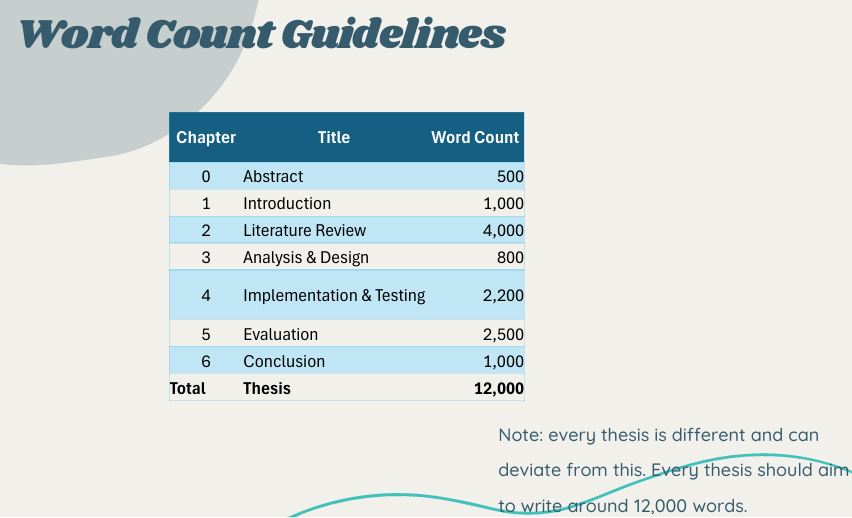 Word Count Guidelines
Chapter Title Word Count
0 Abstract 500
1 Introduction 1,000
2 Literature Review 4,000
3 Analysis & Design 800
4 Implementation & Testing 2,200
5 Evaluation 2,500
6 Conclusion 1,000
Total Thesis 12,000
Note: every thesis is different and can
deviate from this. Every thesis should aim
to write around 12,000 words.